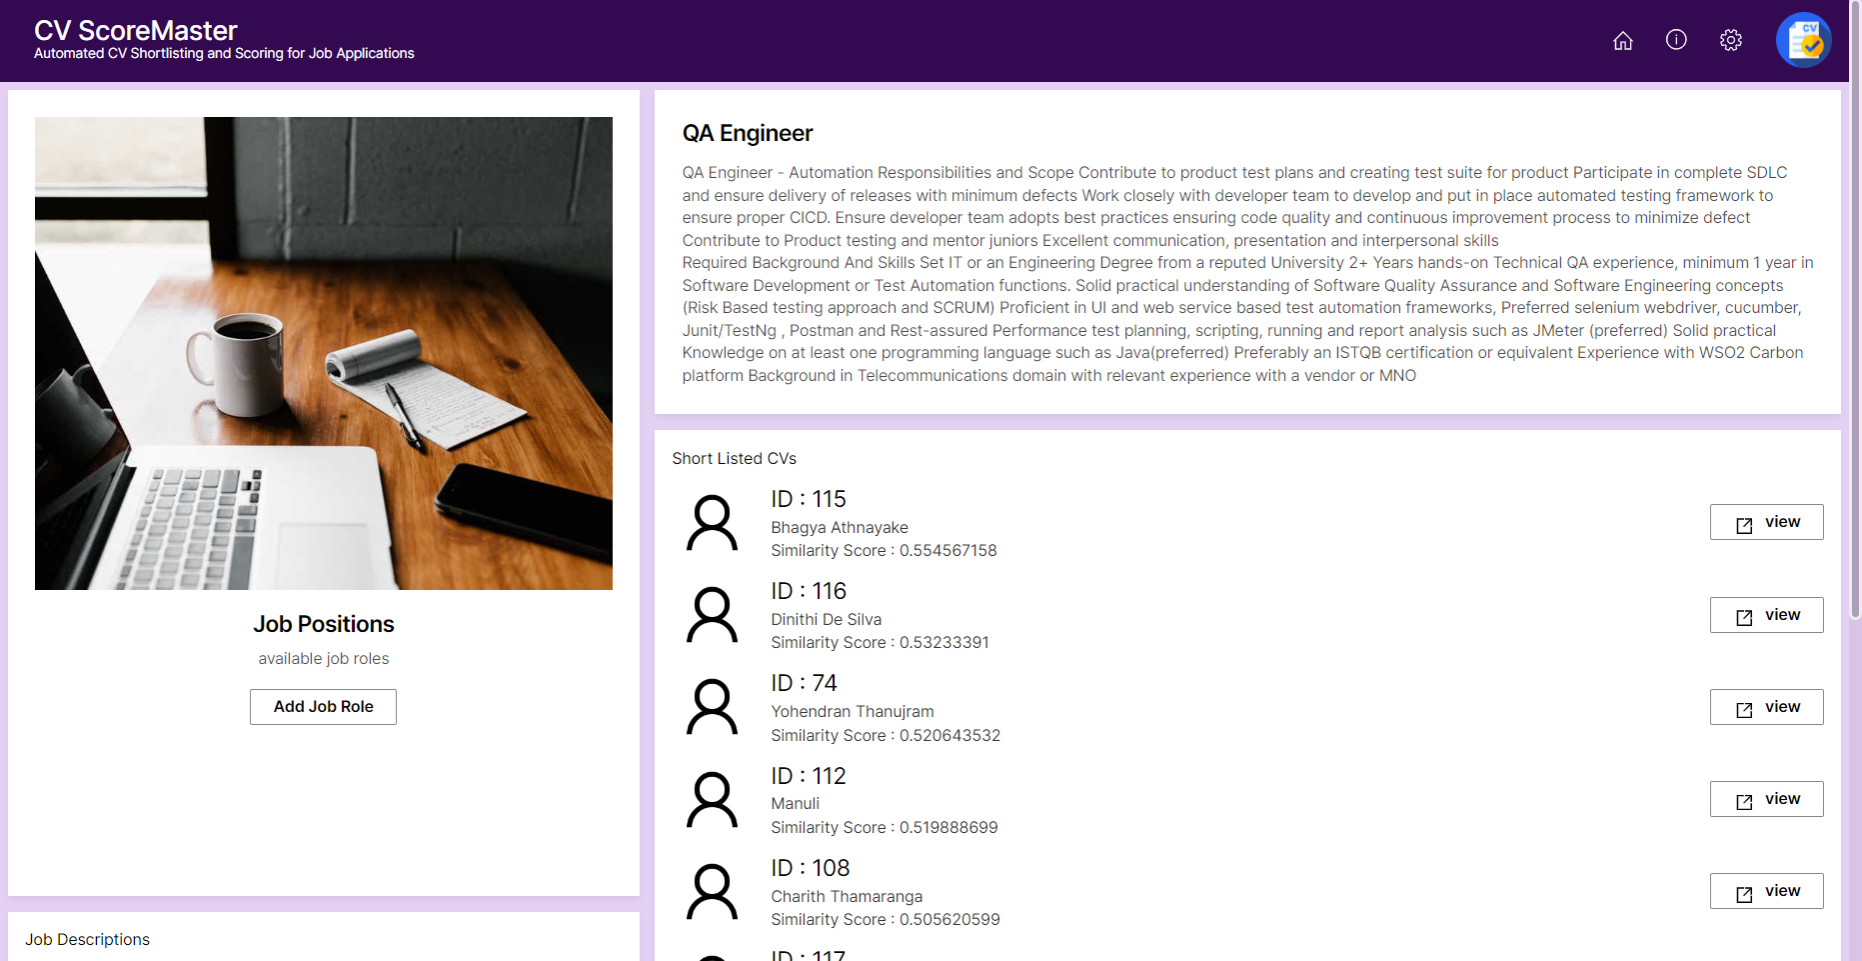 CV ScoreMaster
Automated CV Shortlisting and Scoring for Job Applications
CV
Job Positions
available job roles
Add Job Role
Job Descriptions
QA Engineer
QA Engineer - Automation Responsibilities and Scope Contribute to product test plans and creating test suite for product Participate in complete SDLC
and ensure delivery of releases with minimum defects Work closely with developer team to develop and put in place automated testing framework to
ensure proper CICD. Ensure developer team adopts best practices ensuring code quality and continuous improvement process to minimize defect
Contribute to Product testing and mentor juniors Excellent communication, presentation and interpersonal skills
Required Background And Skills Set IT or an Engineering Degree from a reputed University 2+ Years hands-on Technical QA experience, minimum 1 year in
Software Development or Test Automation functions. Solid practical understanding of Software Quality Assurance and Software Engineering concepts
(Risk Based testing approach and SCRUM) Proficient in UI and web service based test automation frameworks, Preferred selenium webdriver, cucumber,
Junit/TestNg , Postman and Rest-assured Performance test planning, scripting, running and report analysis such as JMeter (preferred) Solid practical
Knowledge on at least one programming language such as Java(preferred) Preferably an ISTQB certification or equivalent Experience with WSO2 Carbon
platform Background in Telecommunications domain with relevant experience with a vendor or MNO
Short Listed CVs
ID : 115
Bhagya Athnayake
Similarity Score : 0.554567158
view
ID : 116
Dinithi De Silva
Similarity Score : 0.53233391
view
ID : 74
Yohendran Thanujram
Similarity Score : 0.520643532
view
ID : 112
Manuli
Similarity Score : 0.519888699
view
ID : 108
Charith Thamaranga
Similarity Score : 0.505620599
view
ID : 117